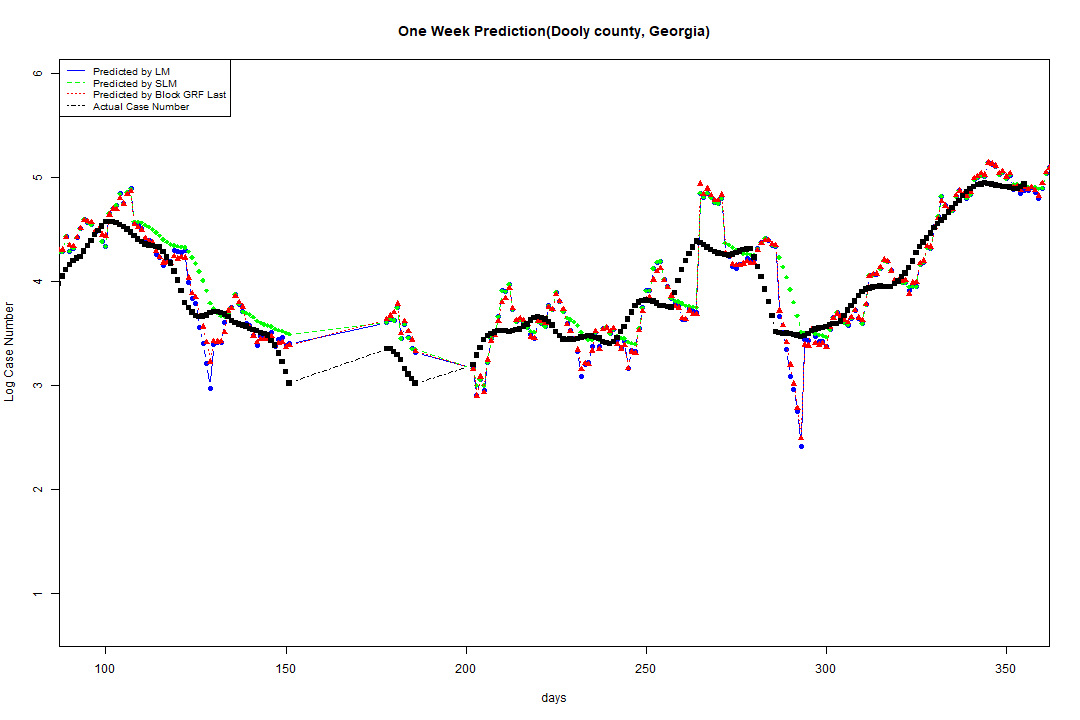 One Week Prediction(Dooly county, Georgia)
Predicted by LM
Predicted by SLM
Predicted by Block GRF Last
Actual Case Number
6
5
4
3
2
1
Log Case Number
100 150 200 250 300 350
days